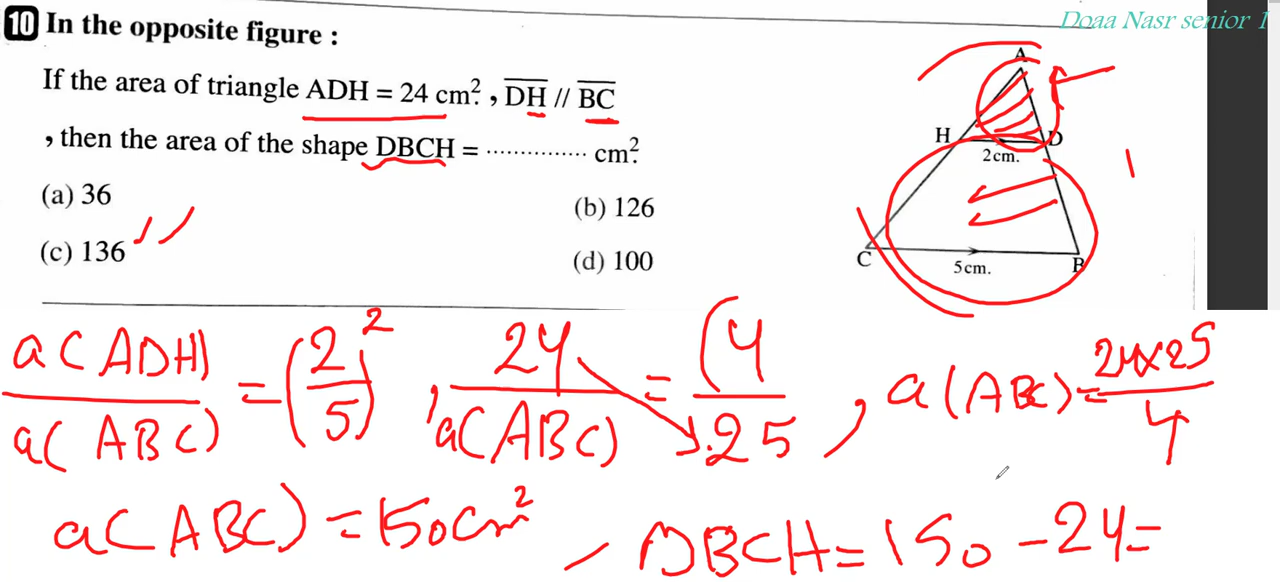 Doaa Nasr senior 1
10 In the opposite figure :
If the area of triangle ADH = 24 cm². , DH // BC
, then the area of the shape DBCH = ............... cm².
(a) 36
(b) 126
(c) 136
(d) 100
A
H
D
2cm.
C
5cm.
B
a(ADH)/a(ABC) = (2/5)² , 24/a(ABC) = (4/25 , a(ABC) = 24×25/4
a(ABC) = 150cm² , DBCH = 150 - 24 =